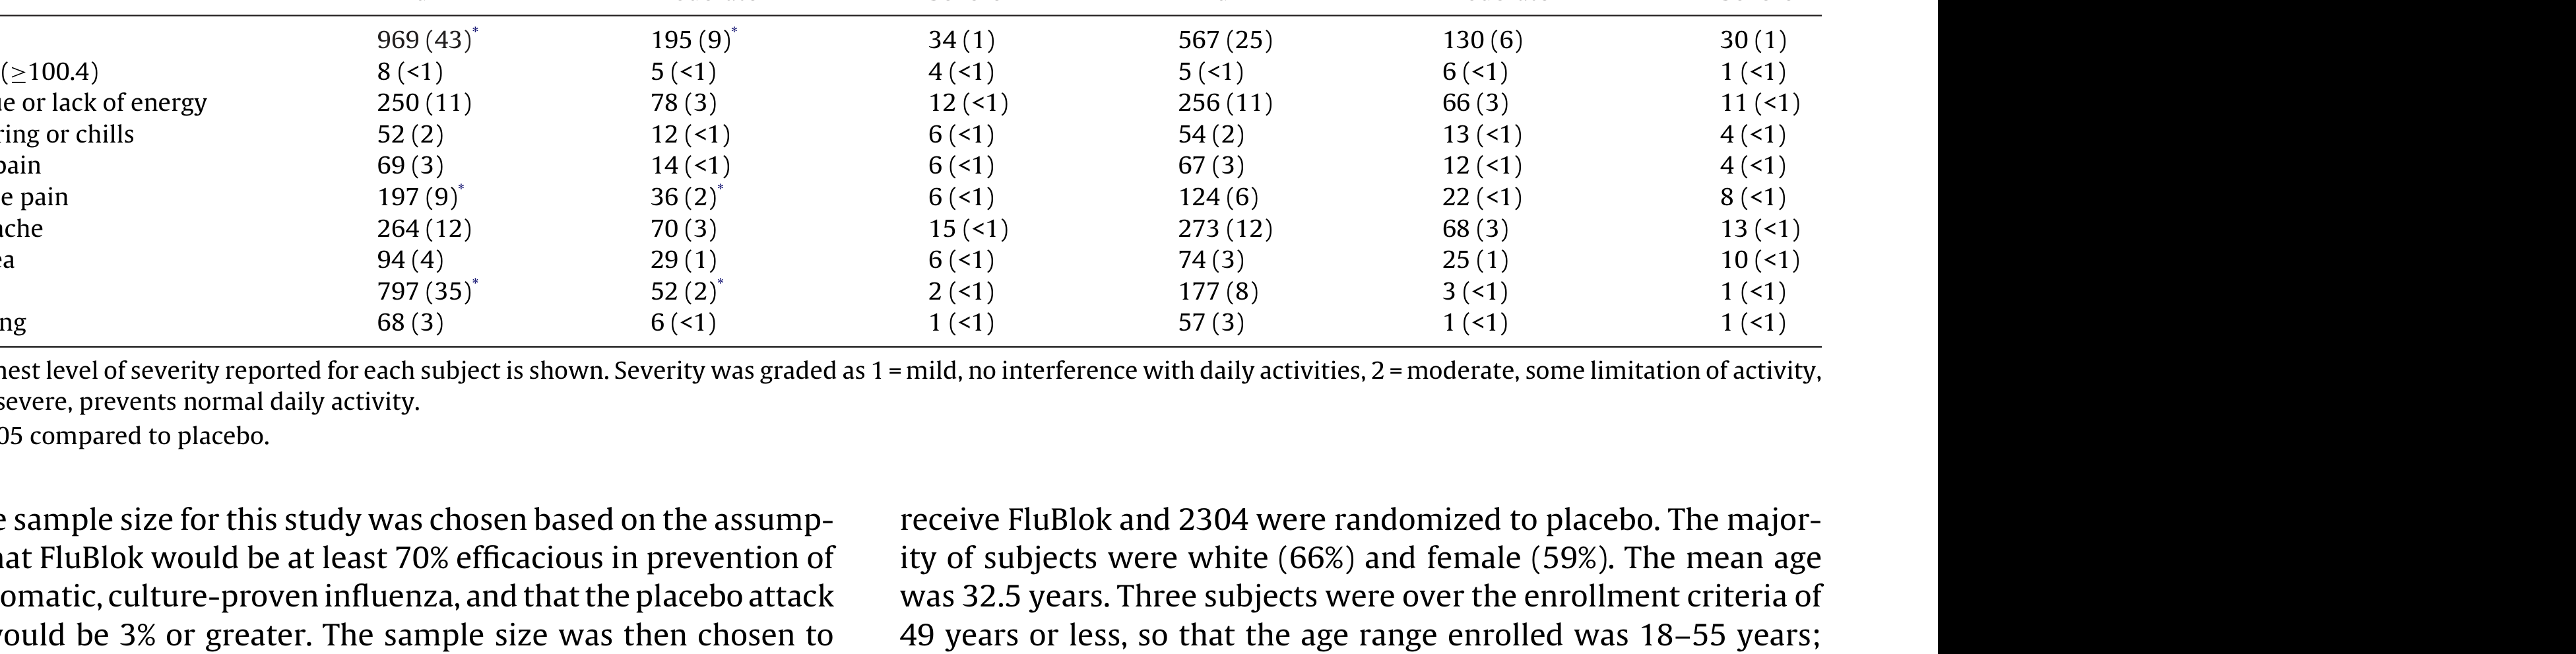 969 (43)* 195 (9)* 34 (1) 567 (25) 130 (6) 30 (1)
(≥100.4) 8 (<1) 5 (<1) 4 (<1) 5 (<1) 6 (<1) 1 (<1)
e or lack of energy 250 (11) 78 (3) 12 (<1) 256 (11) 66 (3) 11 (<1)
ring or chills 52 (2) 12 (<1) 6 (<1) 54 (2) 13 (<1) 4 (<1)
pain 69 (3) 14 (<1) 6 (<1) 67 (3) 12 (<1) 4 (<1)
e pain 197 (9)* 36 (2)* 6 (<1) 124 (6) 22 (<1) 8 (<1)
ache 264 (12) 70 (3) 15 (<1) 273 (12) 68 (3) 13 (<1)
ea 94 (4) 29 (1) 6 (<1) 74 (3) 25 (1) 10 (<1)
797 (35)* 52 (2)* 2 (<1) 177 (8) 3 (<1) 1 (<1)
ng 68 (3) 6 (<1) 1 (<1) 57 (3) 1 (<1) 1 (<1)
hest level of severity reported for each subject is shown. Severity was graded as 1 = mild, no interference with daily activities, 2 = moderate, some limitation of activity,
severe, prevents normal daily activity.
05 compared to placebo.
e sample size for this study was chosen based on the assump-
hat FluBlok would be at least 70% efficacious in prevention of
omatic, culture-proven influenza, and that the placebo attack
would be 3% or greater. The sample size was then chosen to
receive FluBlok and 2304 were randomized to placebo. The major-
ity of subjects were white (66%) and female (59%). The mean age
was 32.5 years. Three subjects were over the enrollment criteria of
49 years or less, so that the age range enrolled was 18–55 years;